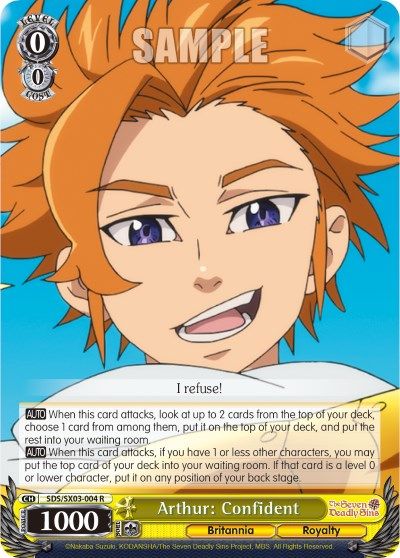 LEVEL
0
SAMPLE
0
COST
I refuse!
AUTO When this card attacks, look at up to 2 cards from the top of your deck,
choose 1 card from among them, put it on the top of your deck, and put the
rest into your waiting room.
AUTO When this card attacks, if you have 1 or less other characters, you may
put the top card of your deck into your waiting room. If that card is a level
0 or lower character, put it on any position of your back stage.
SDS/SX03-004 R
POWER
1000
SOUL
Arthur: Confident
The Seven Deadly Sins
Britannia
Royalty
©Nakaba Suzuki, KODANSHA/The Seven Deadly Sins Project, MBS. All Rights Reserved.